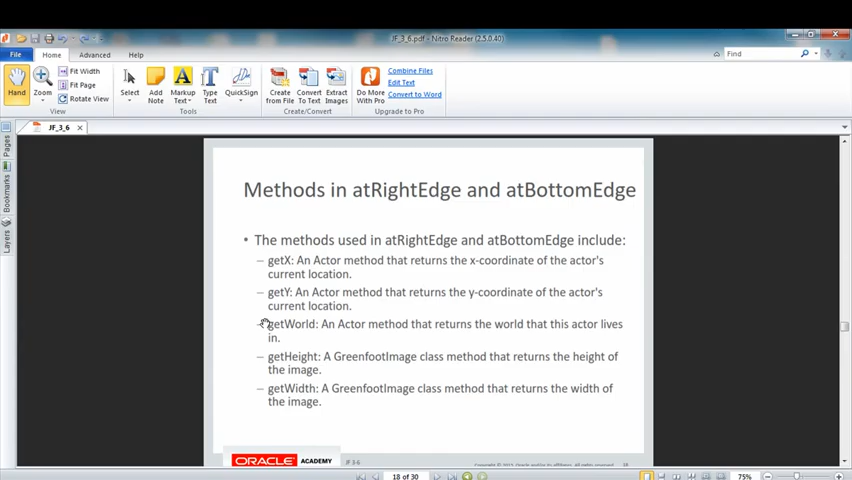 JF_3_6.pdf - Nitro Reader (2.5.0.40)
File Home Advanced Help
Find
Hand
Zoom
Fit Width
Fit Page
Rotate View
View
Select
Add Note
Markup Text
Type Text
QuickSign
Tools
Create from File
Convert To Text
Extract Images
Create/Convert
Do More With Pro
Combine Files
Edit Text
Convert to Word
Upgrade to Pro
JF_3_6
Pages
Bookmarks
Layers
Methods in atRightEdge and atBottomEdge
• The methods used in atRightEdge and atBottomEdge include:
– getX: An Actor method that returns the x-coordinate of the actor's
current location.
– getY: An Actor method that returns the y-coordinate of the actor's
current location.
– getWorld: An Actor method that returns the world that this actor lives
in.
– getHeight: A GreenfootImage class method that returns the height of
the image.
– getWidth: A GreenfootImage class method that returns the width of
the image.
ORACLE ACADEMY JF 3-6
18 of 30
75%